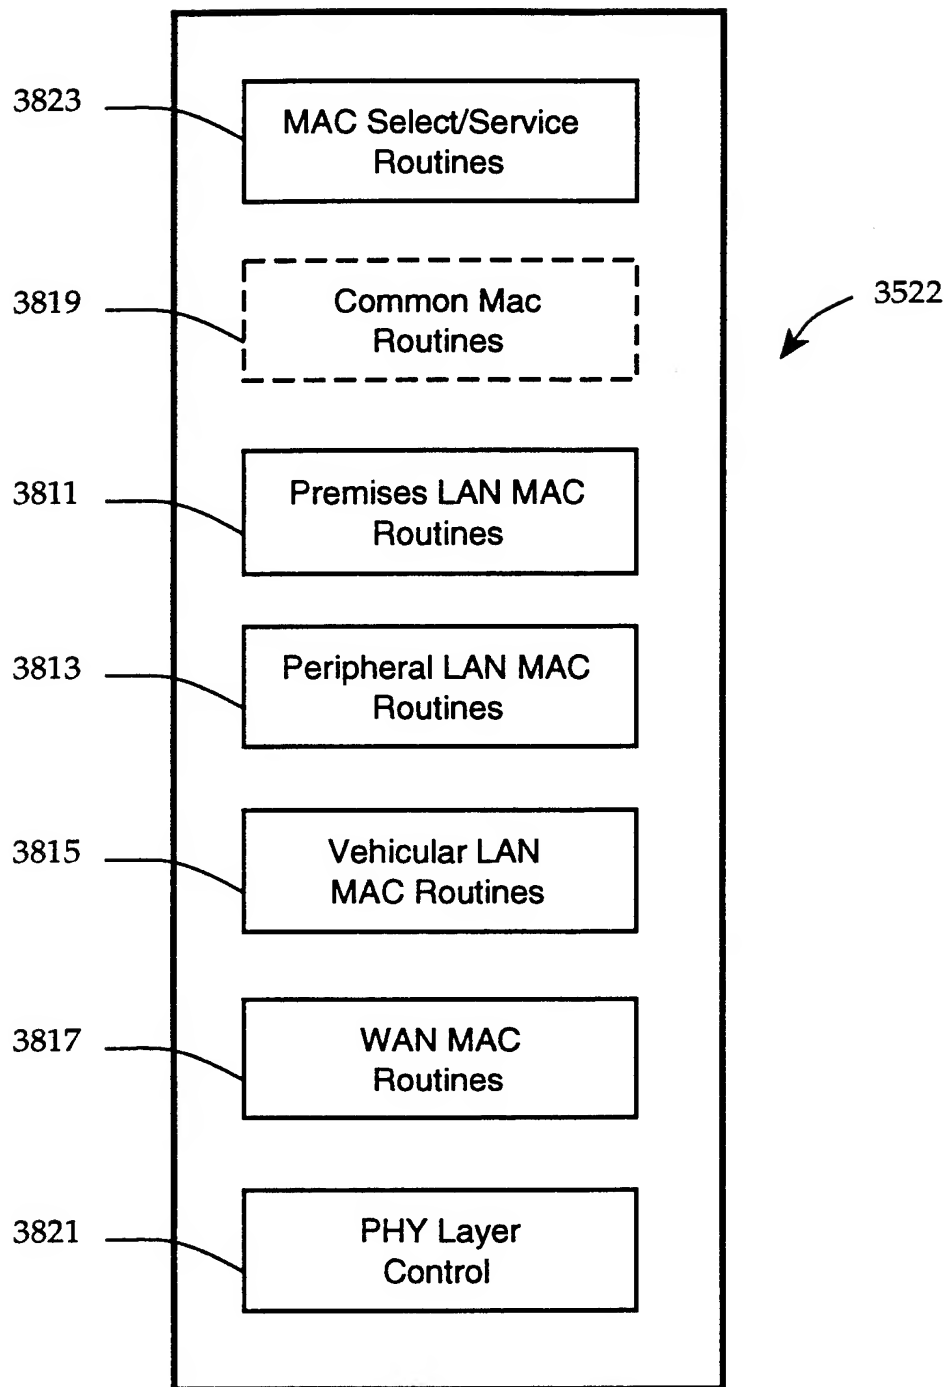 3823
MAC Select/Service
Routines
3819
Common Mac
Routines
3522
3811
Premises LAN MAC
Routines
3813
Peripheral LAN MAC
Routines
3815
Vehicular LAN
MAC Routines
3817
WAN MAC
Routines
3821
PHY Layer
Control